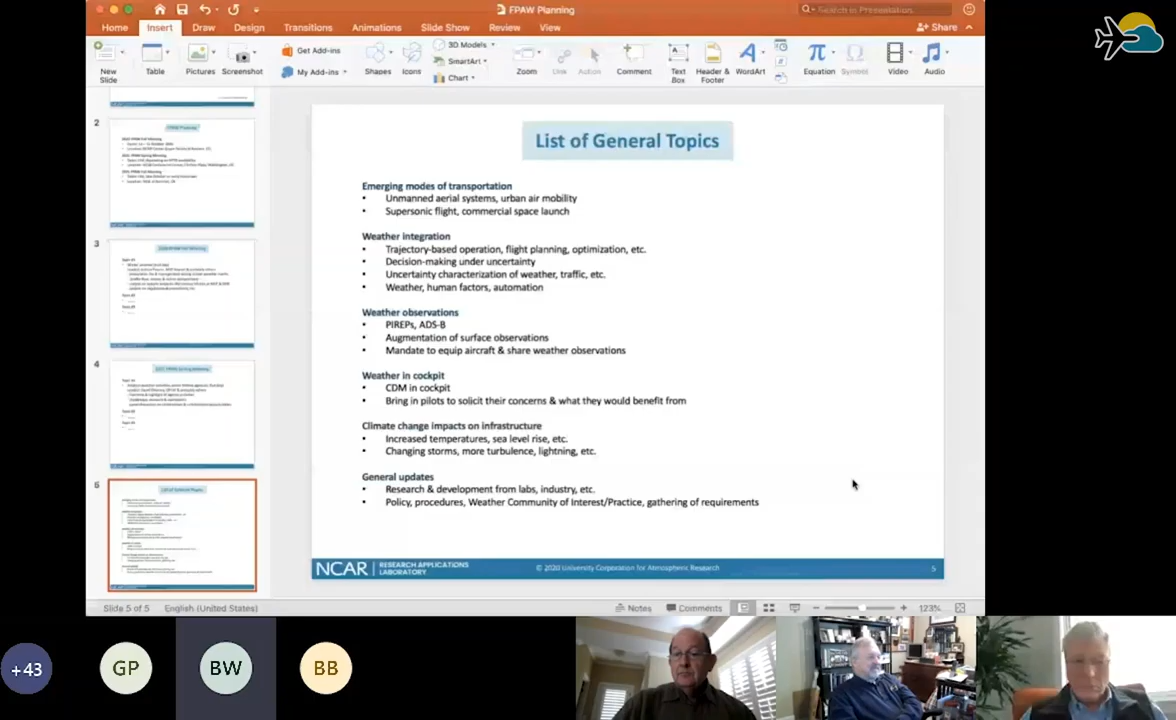 FPAW Planning
Search in Presentation
Home Insert Draw Design Transitions Animations Slide Show Review View
Share
New Slide
Table
Pictures
Screenshot
Get Add-ins
My Add-ins
Shapes
Icons
3D Models
SmartArt
Chart
Zoom
Link
Action
Comment
Text Box
Header & Footer
WordArt
Equation
Symbol
Video
Audio
2
3
4
5
List of General Topics
Emerging modes of transportation
• Unmanned aerial systems, urban air mobility
• Supersonic flight, commercial space launch
Weather integration
• Trajectory-based operation, flight planning, optimization, etc.
• Decision-making under uncertainty
• Uncertainty characterization of weather, traffic, etc.
• Weather, human factors, automation
Weather observations
• PIREPs, ADS-B
• Augmentation of surface observations
• Mandate to equip aircraft & share weather observations
Weather in cockpit
• CDM in cockpit
• Bring in pilots to solicit their concerns & what they would benefit from
Climate change impacts on infrastructure
• Increased temperatures, sea level rise, etc.
• Changing storms, more turbulence, lightning, etc.
General updates
• Research & development from labs, industry, etc.
• Policy, procedures, Weather Community of Interest/Practice, gathering of requirements
NCAR | RESEARCH APPLICATIONS LABORATORY
© 2020 University Corporation for Atmospheric Research
5
Slide 5 of 5 English (United States)
Notes Comments 123%
+43
GP
BW
BB